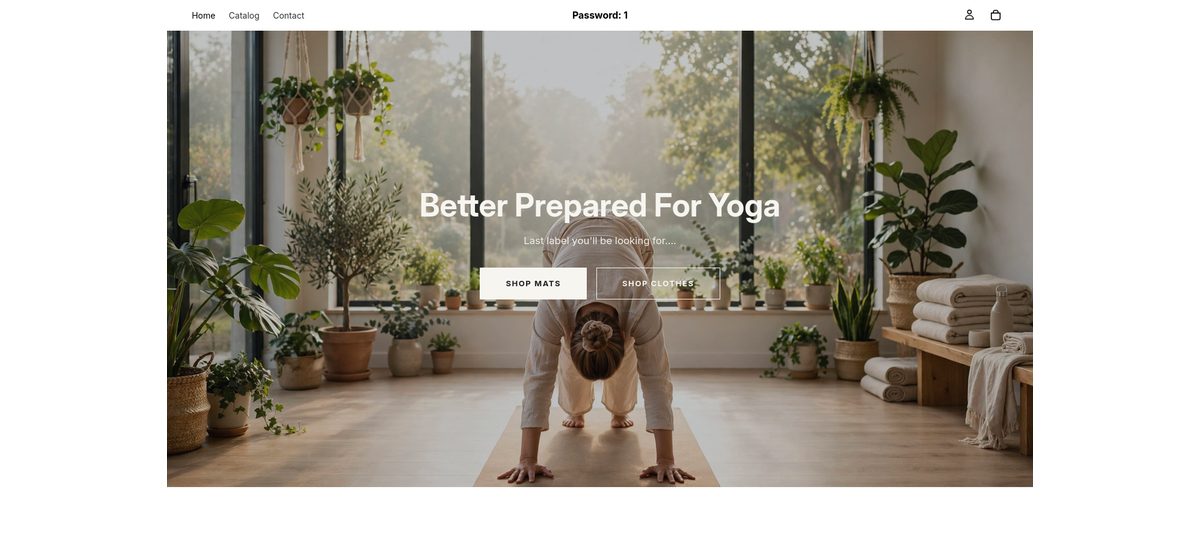 Home Catalog Contact Password: 1
Better Prepared For Yoga
Last label you'll be looking for....
SHOP MATS SHOP CLOTHES